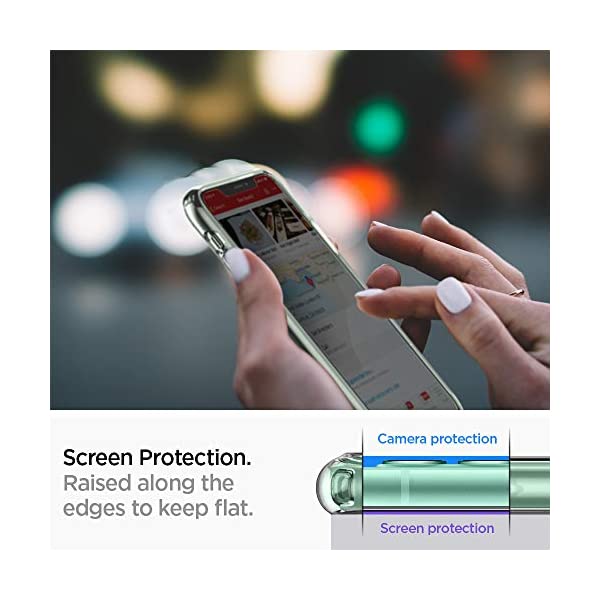 Screen Protection.
Raised along the
edges to keep flat.
Camera protection
Screen protection